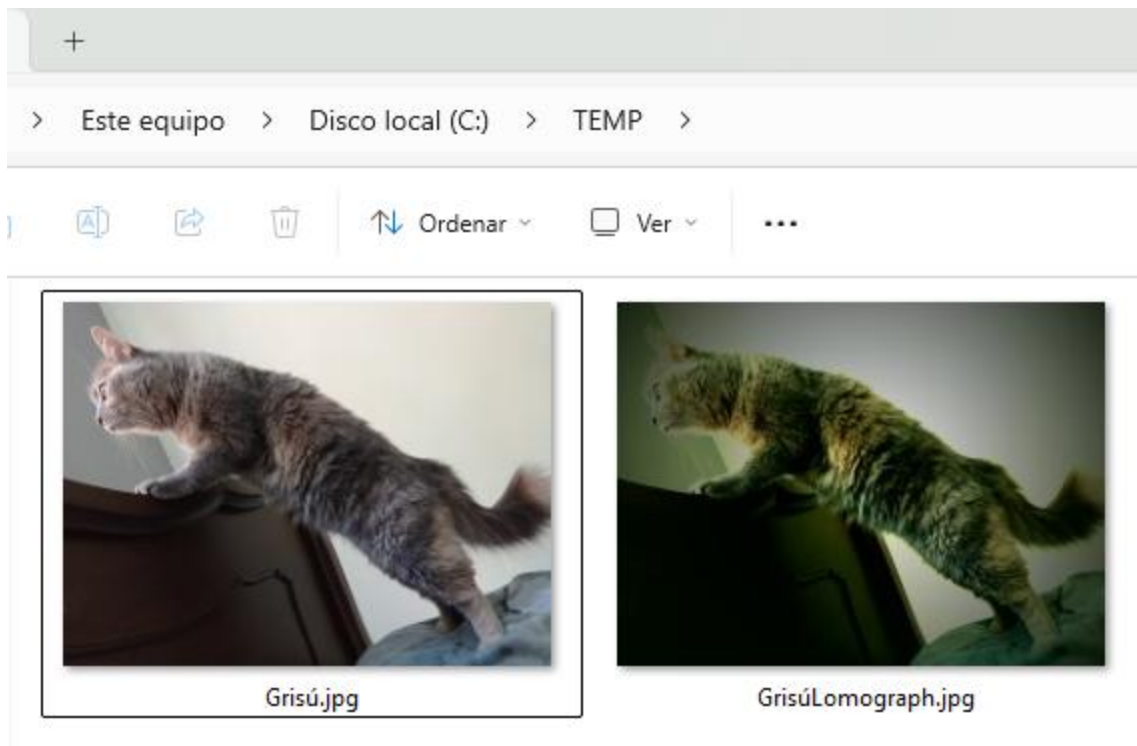 Este equipo > Disco local (C:) > TEMP >
Ordenar Ver
Grisú.jpg
GrisúLomograph.jpg